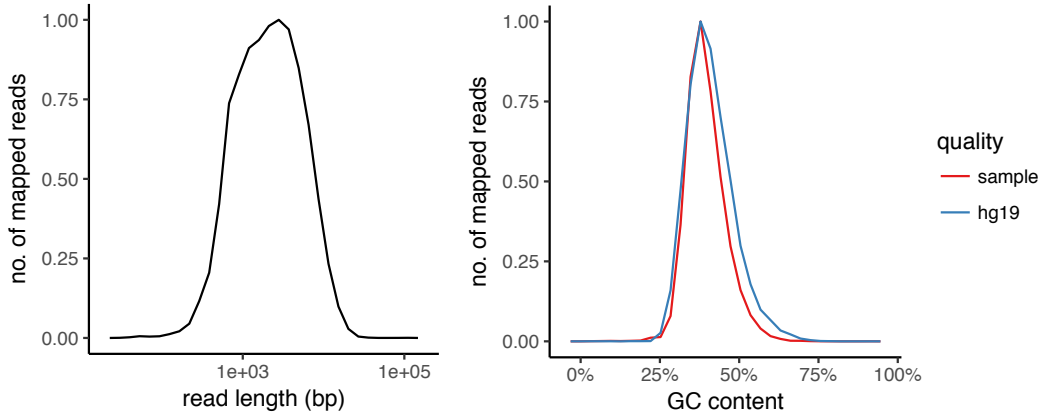 no. of mapped reads
1.00
0.75
0.50
0.25
0.00
1e+03
1e+05
read length (bp)
no. of mapped reads
1.00
0.75
0.50
0.25
0.00
0%
25%
50%
75%
100%
GC content
quality
sample
hg19